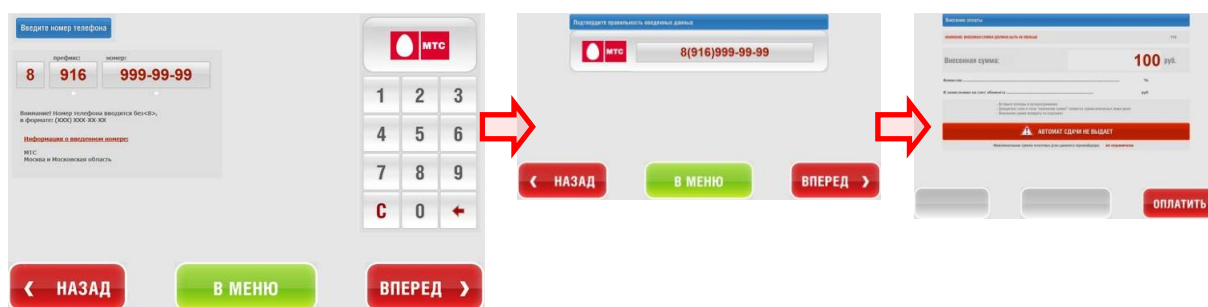 Введите номер телефона
префикс: номер:
8 916 999-99-99
Внимание! Номер телефона вводится без<8>,
в формате: (XXX) XXX-XX-XX
Информация о введенном номере:
МТС
Москва и Московская область
МТС
1 2 3
4 5 6
7 8 9
C 0
НАЗАД
В МЕНЮ
ВПЕРЕД
Подтвердите правильность введенных данных
МТС
8(916)999-99-99
НАЗАД
В МЕНЮ
ВПЕРЕД
Внесение оплаты
Внесенная сумма: 100 руб.
%
руб
АВТОМАТ СДАЧИ НЕ ВЫДАЕТ
ОПЛАТИТЬ